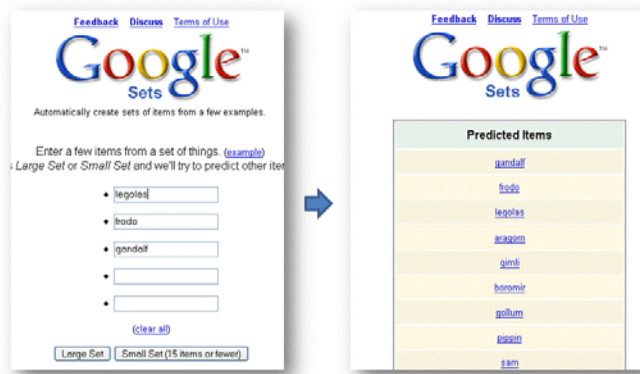 Feedback Discuss Terms of Use
Google™
Sets
Automatically create sets of items from a few examples.
Enter a few items from a set of things. (example)
Large Set or Small Set and we'll try to predict other
legolas
frodo
gandalf
(clear all)
Large Set Small Set (15 items or fewer)
Feedback Discuss Terms of Use
Google™
Sets
Predicted Items
gandalf
frodo
legolas
aragorn
gimli
boromir
gollum
pippin
sam